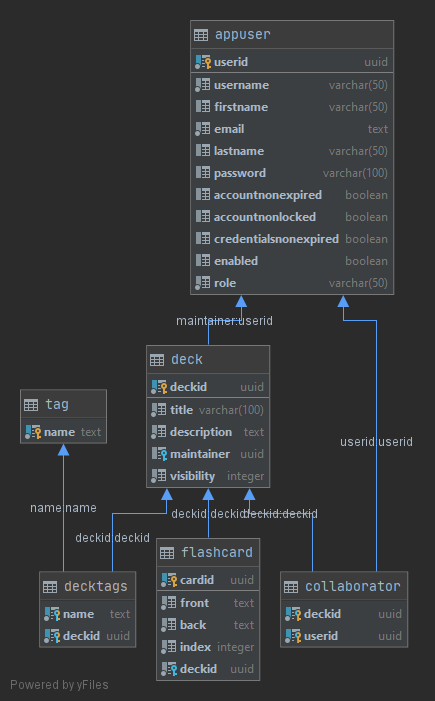 appuser
userid uuid
username varchar(50)
firstname varchar(50)
email text
lastname varchar(50)
password varchar(100)
accountnonexpired boolean
accountnonlocked boolean
credentialsnonexpired boolean
enabled boolean
role varchar(50)
maintainer:userid
deck
deckid uuid
title varchar(100)
description text
maintainer uuid
visibility integer
tag
name text
userid:userid
name:name
deckid:deckid
deckid:deckid
deckid:deckid
decktags
name text
deckid uuid
flashcard
cardid uuid
front text
back text
index integer
deckid uuid
collaborator
deckid uuid
userid uuid
Powered by yFiles